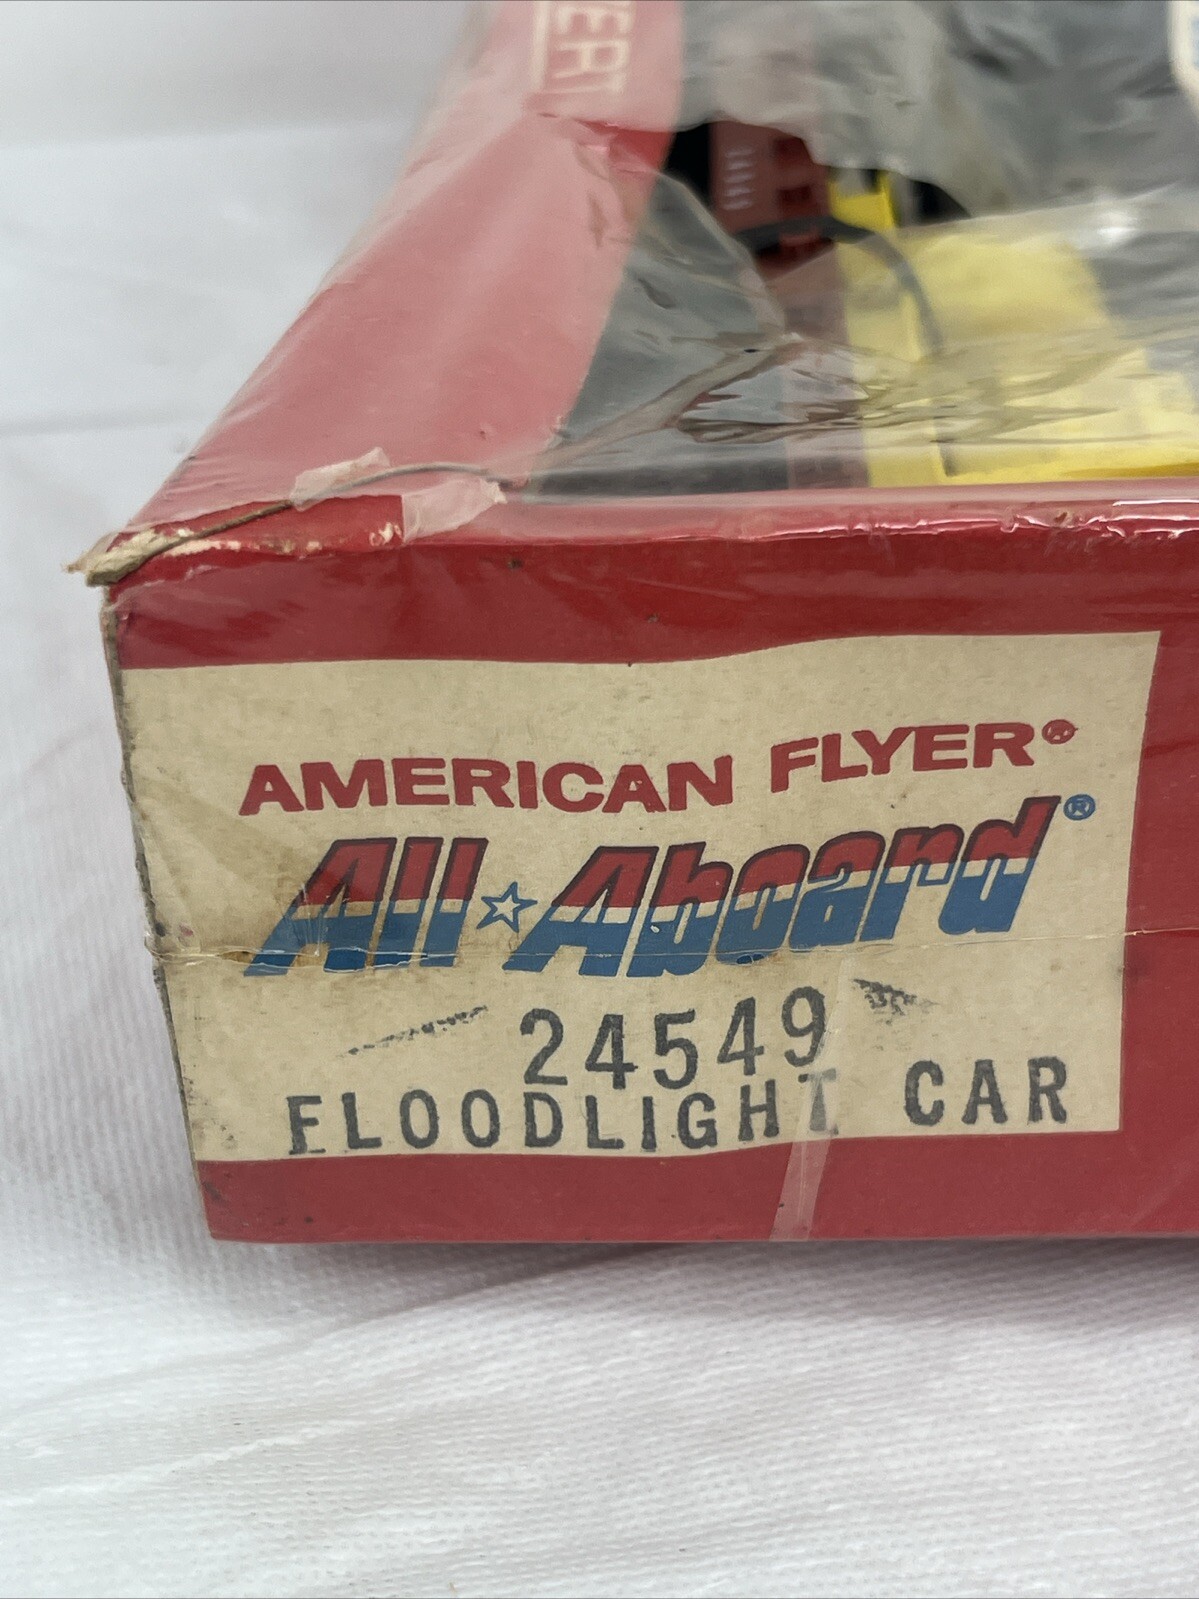 AMERICAN FLYER®
All☆Aboard®
24549
FLOODLIGHT CAR